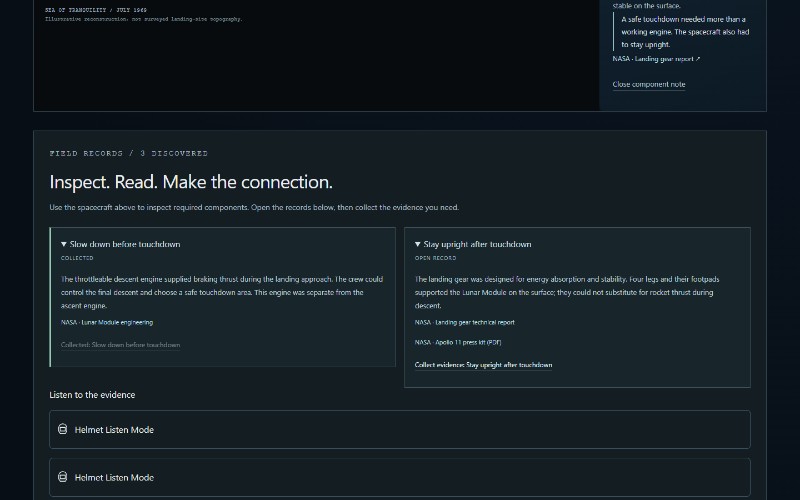 SEA OF TRANQUILITY / JULY 1969
Illustrative reconstruction, not surveyed landing-site topography.
stable on the surface.
A safe touchdown needed more than a
working engine. The spacecraft also had
to stay upright.
NASA · Landing gear report ↗
Close component note
FIELD RECORDS / 3 DISCOVERED
Inspect. Read. Make the connection.
Use the spacecraft above to inspect required components. Open the records below, then collect the evidence you need.
▼ Slow down before touchdown
COLLECTED
The throttleable descent engine supplied braking thrust during the landing approach. The crew could
control the final descent and choose a safe touchdown area. This engine was separate from the
ascent engine.
NASA · Lunar Module engineering
Collected: Slow down before touchdown
▼ Stay upright after touchdown
OPEN RECORD
The landing gear was designed for energy absorption and stability. Four legs and their footpads
supported the Lunar Module on the surface; they could not substitute for rocket thrust during
descent.
NASA · Landing gear technical report
NASA · Apollo 11 press kit (PDF)
Collect evidence: Stay upright after touchdown
Listen to the evidence
Helmet Listen Mode
Helmet Listen Mode